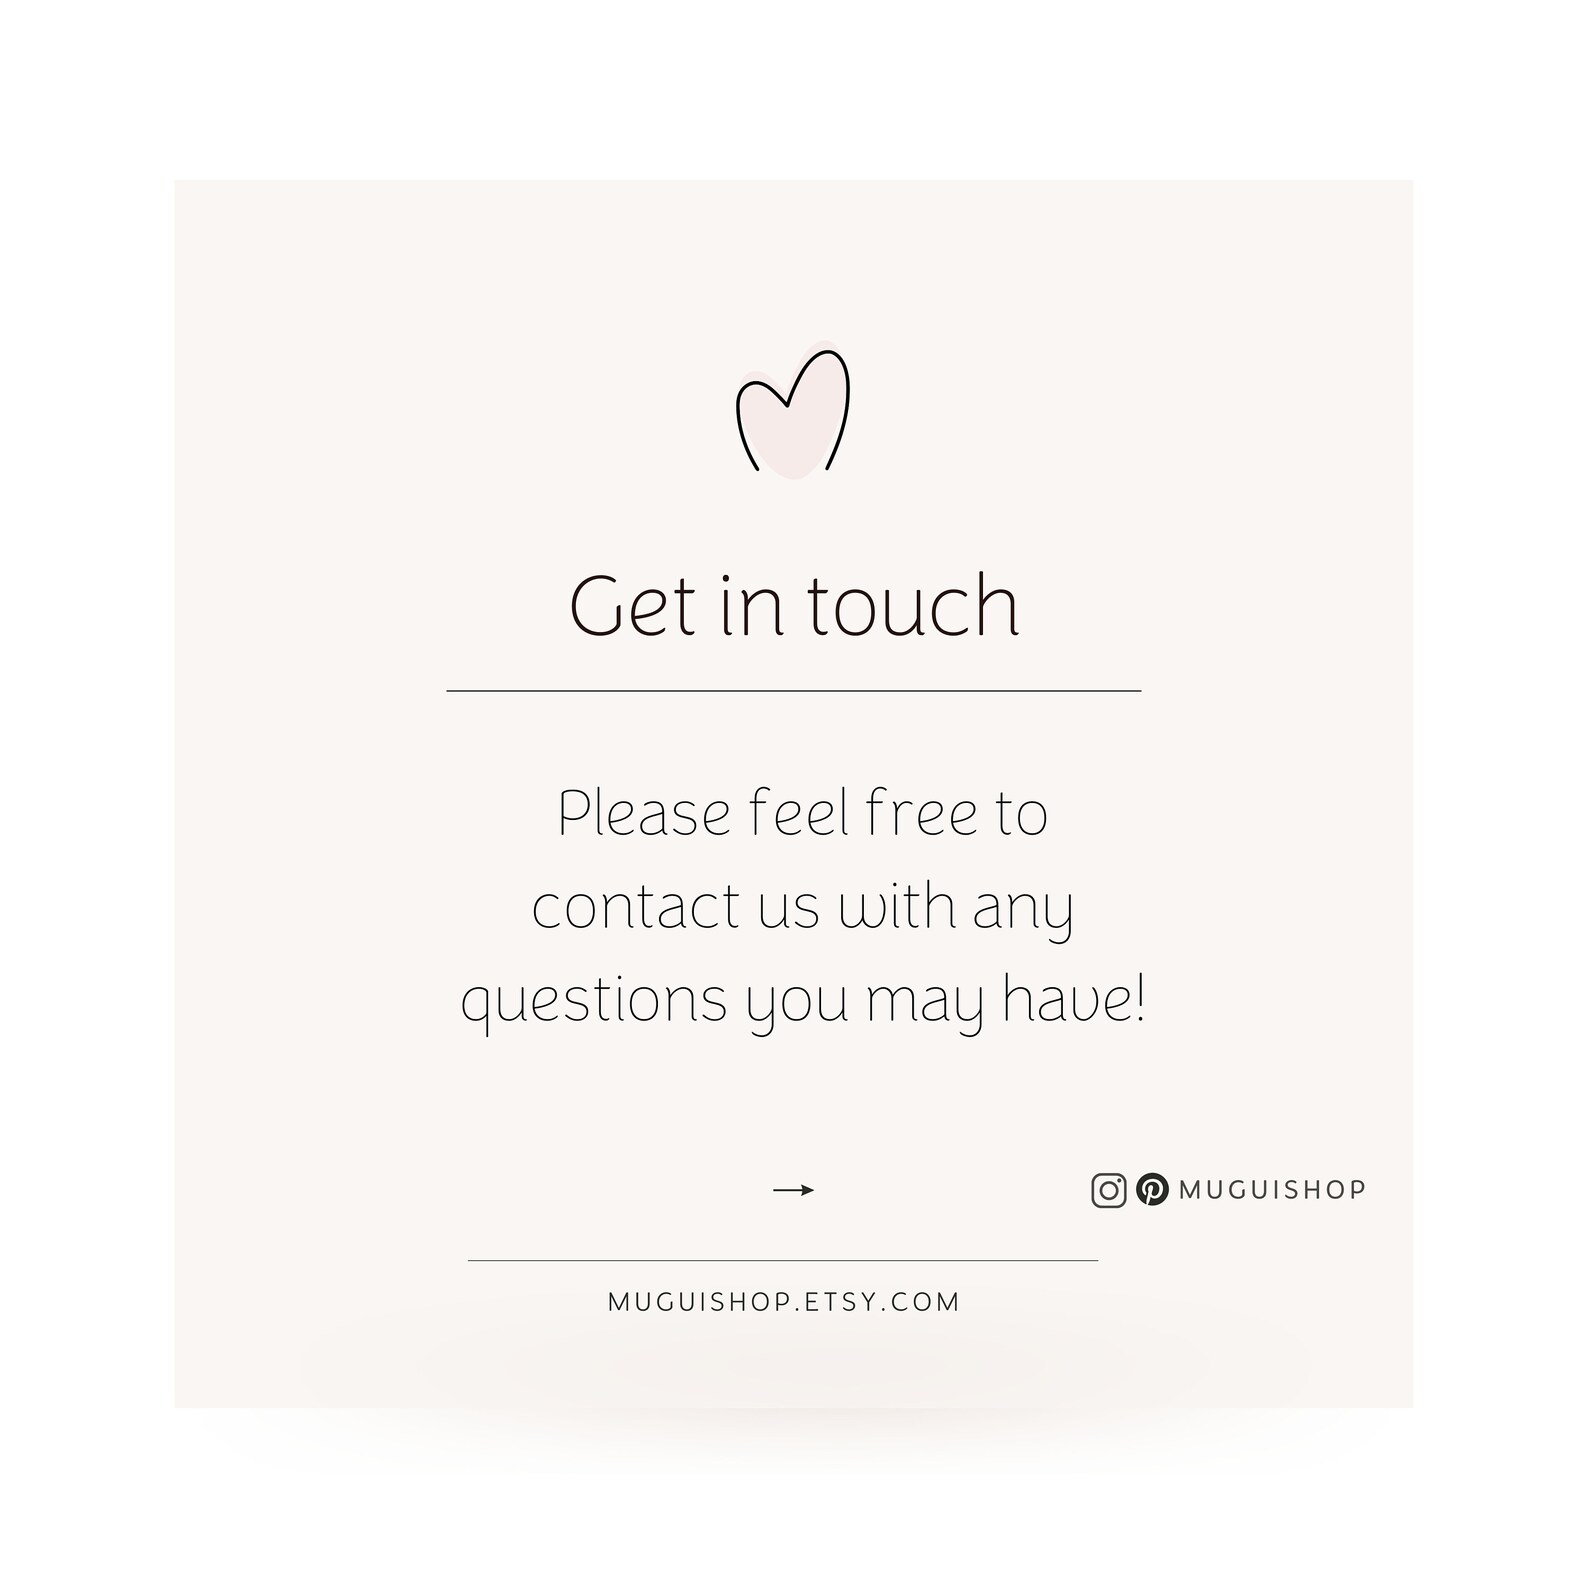 Get in touch
Please feel free to
contact us with any
questions you may have!
MUGUISHOP
MUGUISHOP.ETSY.COM